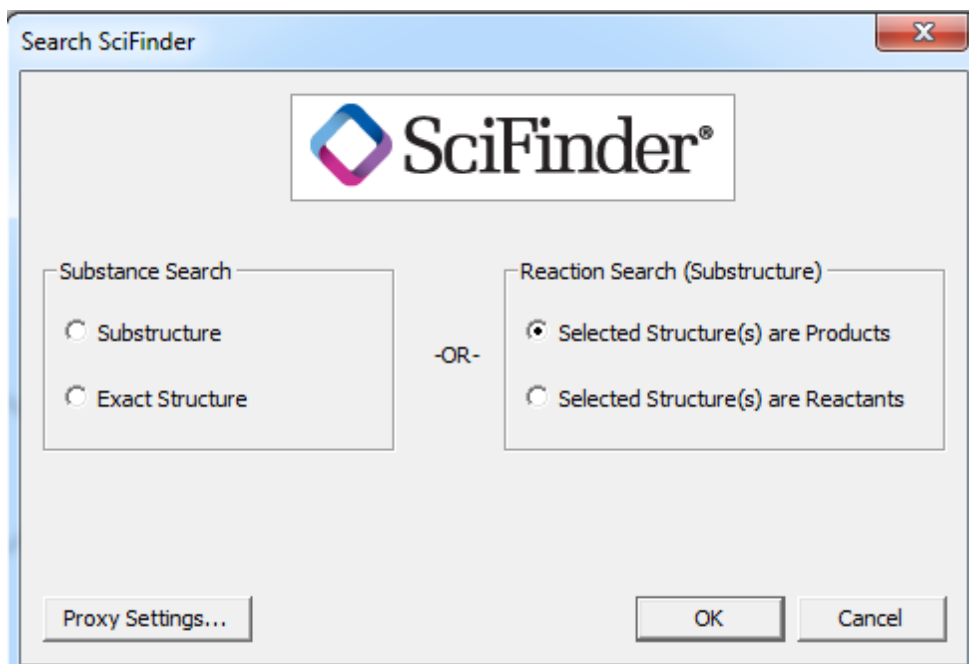 Search SciFinder
SciFinder®
Substance Search
Substructure
Exact Structure
-OR-
Reaction Search (Substructure)
Selected Structure(s) are Products
Selected Structure(s) are Reactants
Proxy Settings...
OK
Cancel